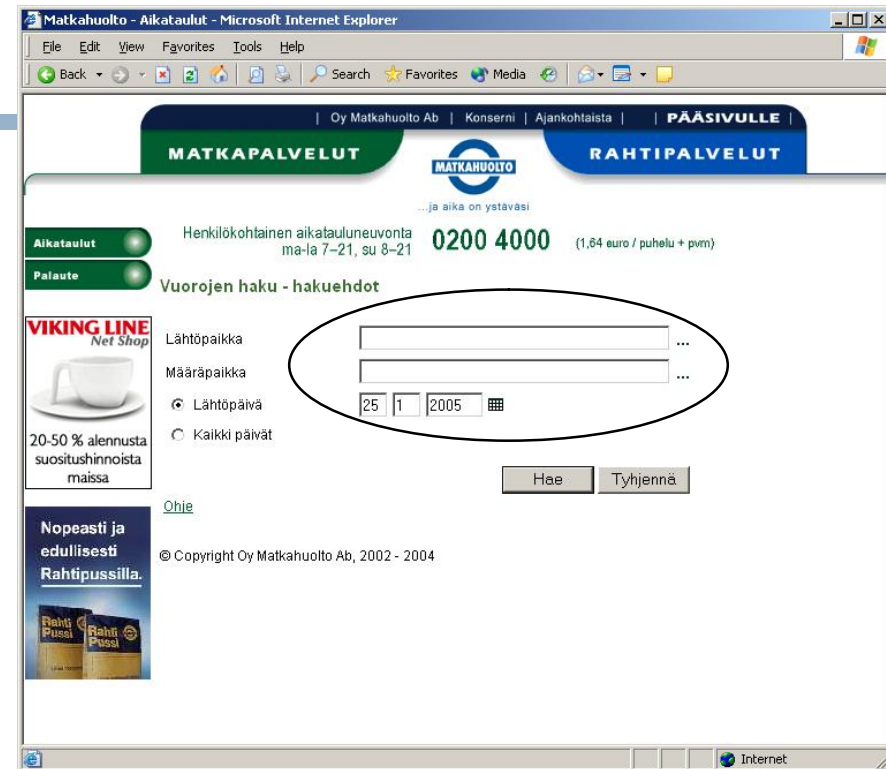 Matkahuolto - Aikataulut - Microsoft Internet Explorer
File Edit View Favorites Tools Help
Back Search Favorites Media
| Oy Matkahuolto Ab | Konserni | Ajankohtaista | | PÄÄSIVULLE |
MATKAPALVELUT
MATKAHUOLTO
RAHTIPALVELUT
...ja aika on ystäväsi
Henkilökohtainen aikatauluneuvonta
ma-la 7–21, su 8–21
0200 4000 (1,64 euro / puhelu + pvm)
Aikataulut
Palaute
Vuorojen haku - hakuehdot
VIKING LINE
Net Shop
20-50 % alennusta
suositushinnoista
maissa
Lähtöpaikka ...
Määräpaikka ...
Lähtöpäivä 25 1 2005
Kaikki päivät
Hae Tyhjennä
Ohje
© Copyright Oy Matkahuolto Ab, 2002 - 2004
Nopeasti ja
edullisesti
Rahtipussilla.
Rahti
Pussi
Rahti
Pussi
Internet